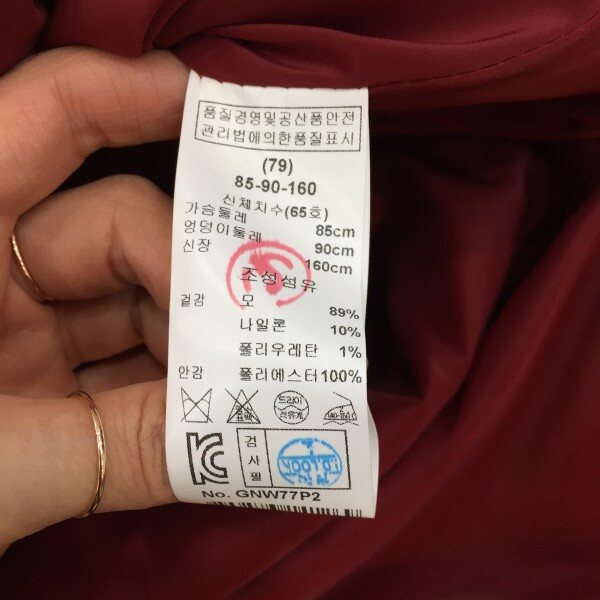 품질경영및공산품안전
관리법에의한품질표시
(79)
85-90-160
신체치수(65호)
가슴둘레 85cm
엉덩이둘레 90cm
신장 160cm
조성섬유
겉감 모 89%
나일론 10%
폴리우레탄 1%
안감 폴리에스터 100%
드라이
석유계
검사필
No. GNW77P2